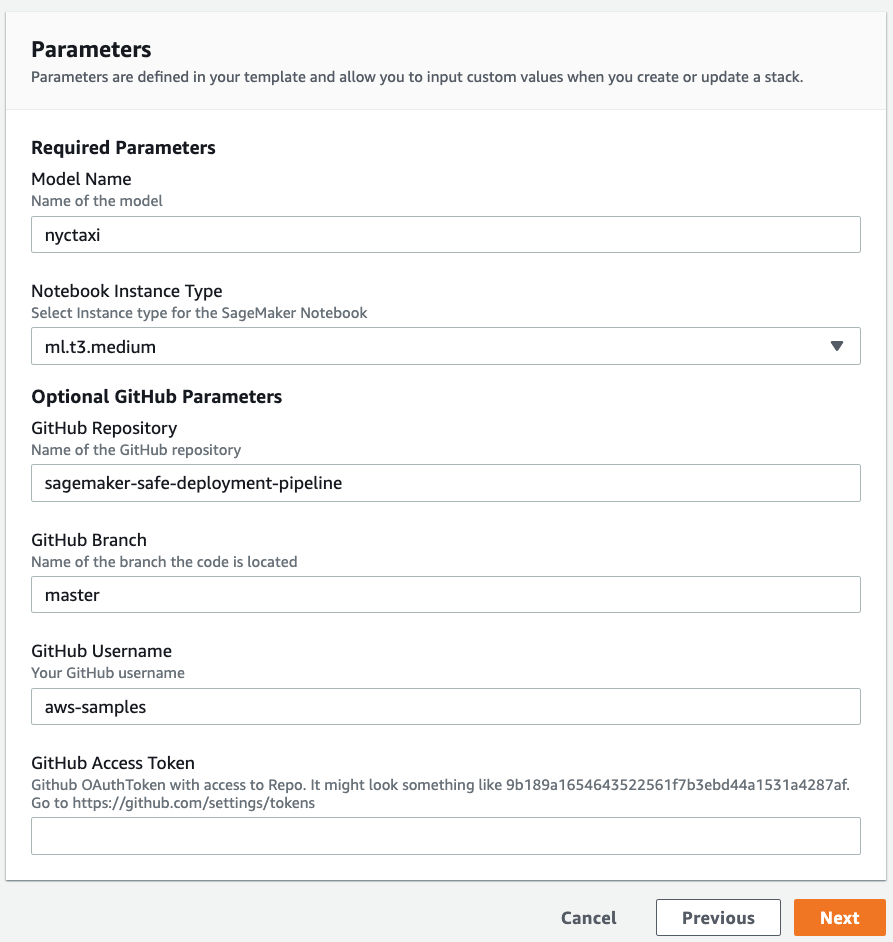 Parameters
Parameters are defined in your template and allow you to input custom values when you create or update a stack.
Required Parameters
Model Name
Name of the model
nyctaxi
Notebook Instance Type
Select Instance type for the SageMaker Notebook
ml.t3.medium
Optional GitHub Parameters
GitHub Repository
Name of the GitHub repository
sagemaker-safe-deployment-pipeline
GitHub Branch
Name of the branch the code is located
master
GitHub Username
Your GitHub username
aws-samples
GitHub Access Token
Github OAuthToken with access to Repo. It might look something like 9b189a1654643522561f7b3ebd44a1531a4287af.
Go to https://github.com/settings/tokens
Cancel
Previous
Next